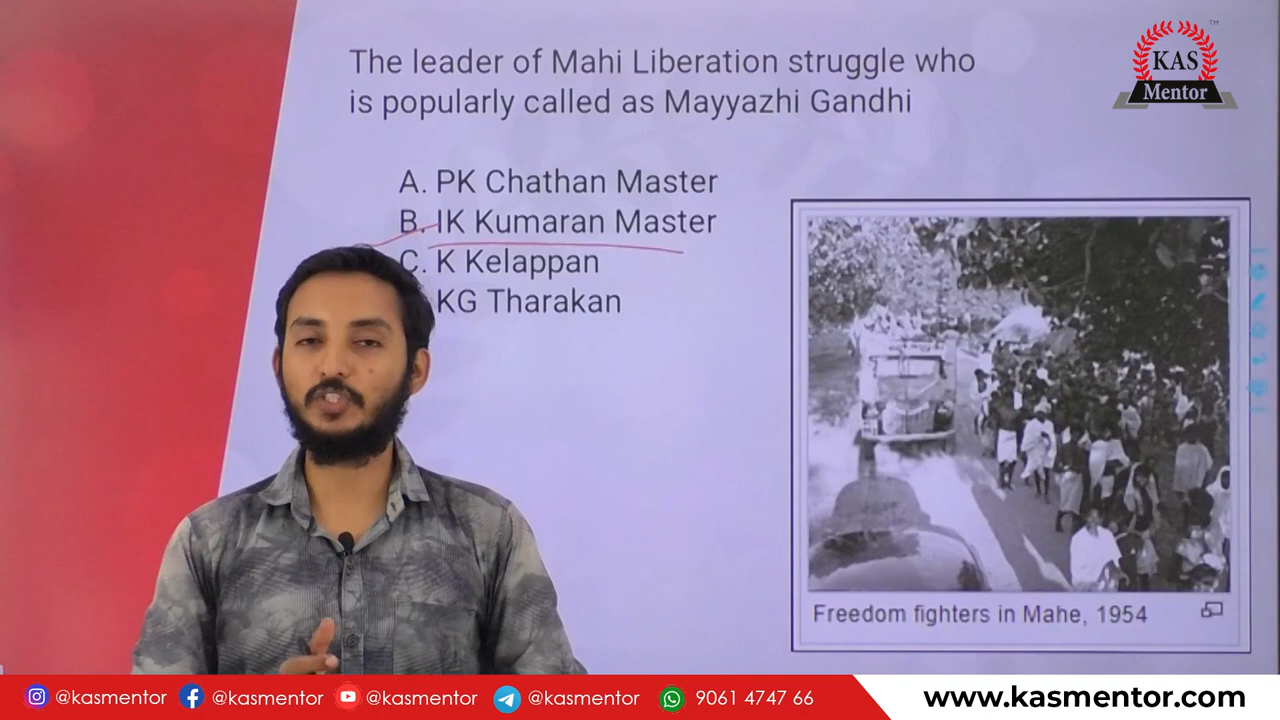 The leader of Mahi Liberation struggle who
is popularly called as Mayyazhi Gandhi
KAS
Mentor
TM
A. PK Chathan Master
B. IK Kumaran Master
C. K Kelappan
KG Tharakan
Freedom fighters in Mahe, 1954
@kasmentor
@kasmentor
@kasmentor
@kasmentor
9061 4747 66
www.kasmentor.com